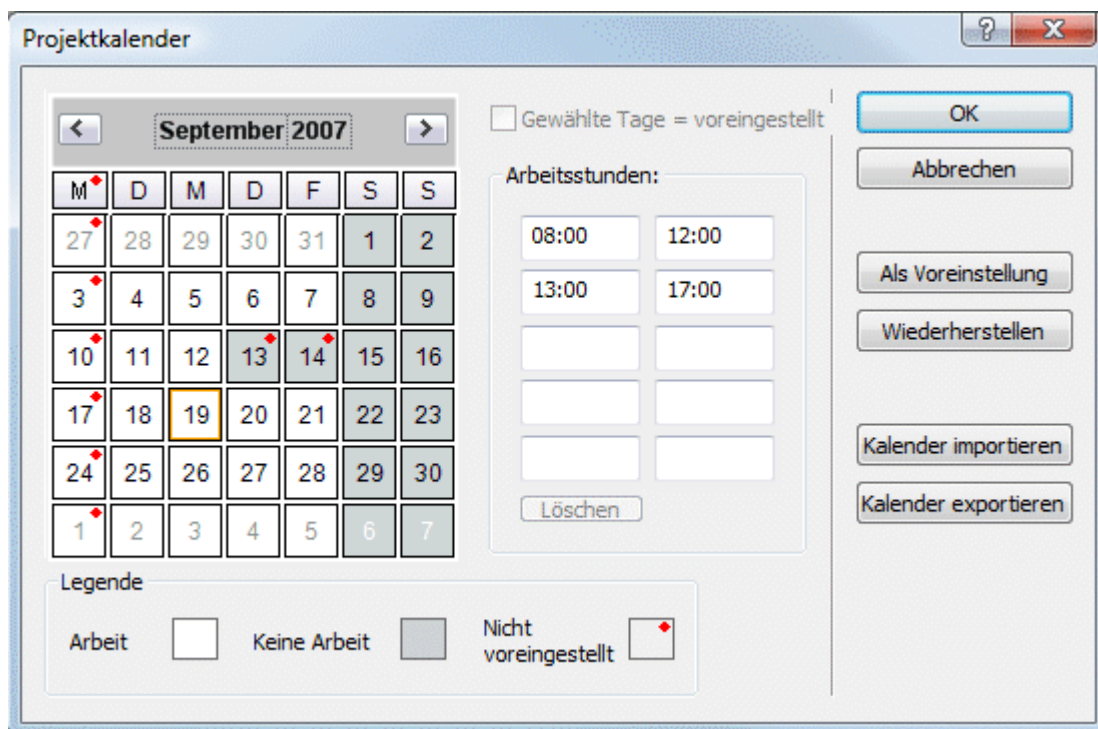 Projektkalender
September 2007
M D M D F S S
27 28 29 30 31 1 2
3 4 5 6 7 8 9
10 11 12 13 14 15 16
17 18 19 20 21 22 23
24 25 26 27 28 29 30
1 2 3 4 5 6 7
Gewählte Tage = voreingestellt
Arbeitsstunden:
08:00 12:00
13:00 17:00
Löschen
OK
Abbrechen
Als Voreinstellung
Wiederherstellen
Kalender importieren
Kalender exportieren
Legende
Arbeit
Keine Arbeit
Nicht
voreingestellt